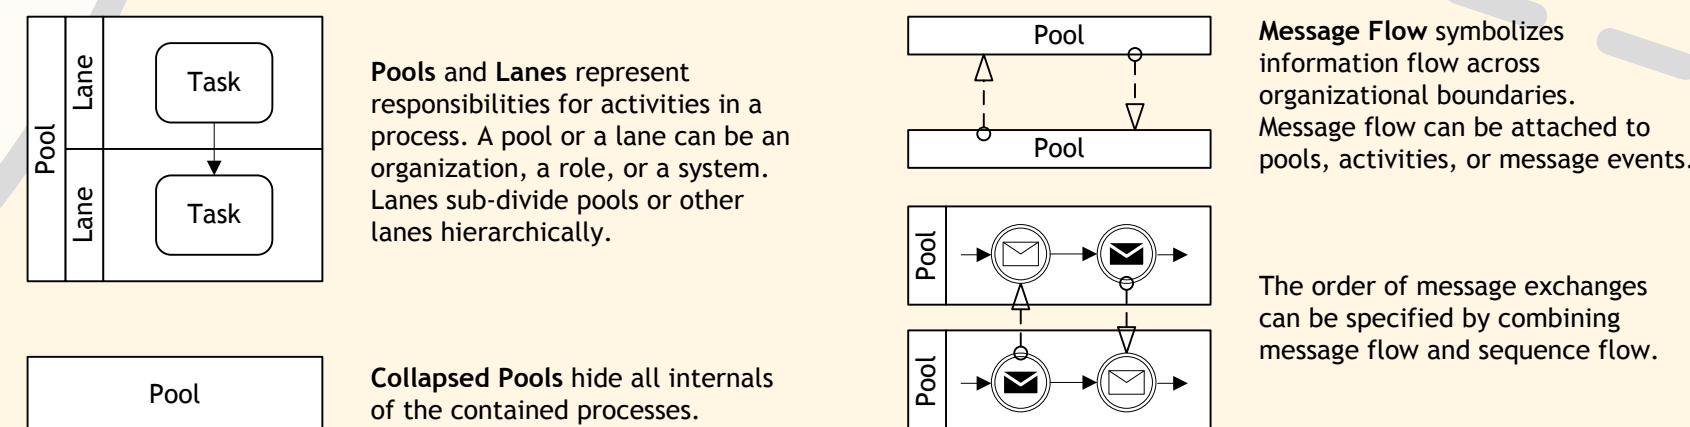 Pool
Lane
Task
Lane
Task
Pools and Lanes represent
responsibilities for activities in a
process. A pool or a lane can be an
organization, a role, or a system.
Lanes sub-divide pools or other
lanes hierarchically.
Pool
Collapsed Pools hide all internals
of the contained processes.
Pool
Pool
Message Flow symbolizes
information flow across
organizational boundaries.
Message flow can be attached to
pools, activities, or message events.
Pool
Pool
The order of message exchanges
can be specified by combining
message flow and sequence flow.